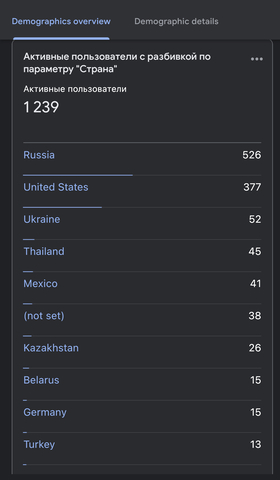 Demographics overview
Demographic details
Активные пользователи с разбивкой по
параметру "Страна"
Активные пользователи
1 239
Russia 526
United States 377
Ukraine 52
Thailand 45
Mexico 41
(not set) 38
Kazakhstan 26
Belarus 15
Germany 15
Turkey 13